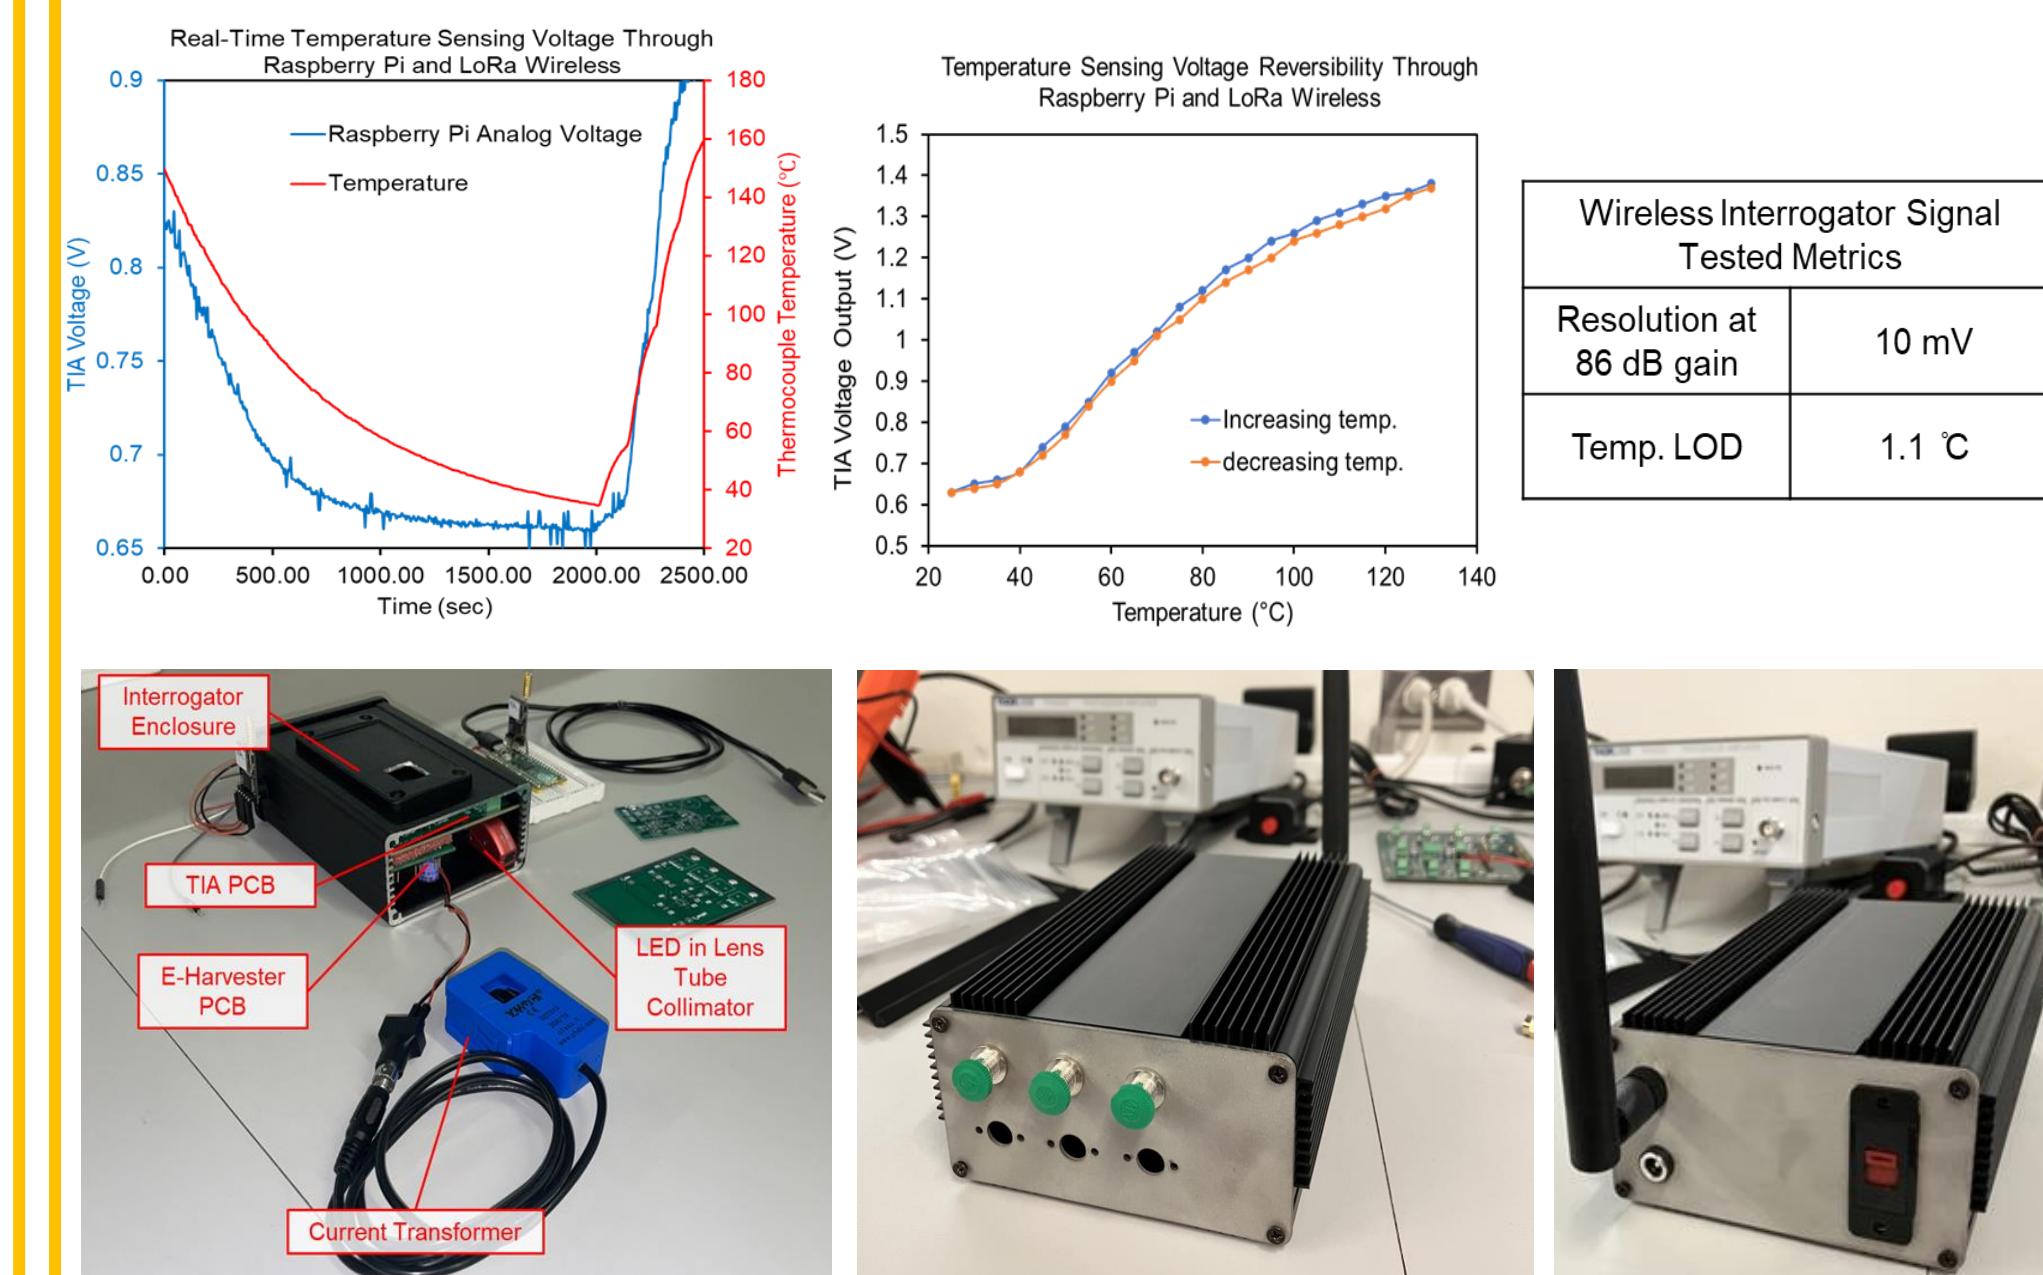 Real-Time Temperature Sensing Voltage Through
Raspberry Pi and LoRa Wireless
0.9
0.85
0.8
0.75
0.7
0.65
TIA Voltage (V)
Raspberry Pi Analog Voltage
Temperature
180
160
140
120
100
80
60
40
20
Thermocouple Temperature (°C)
0.00 500.00 1000.00 1500.00 2000.00 2500.00
Time (sec)
Temperature Sensing Voltage Reversibility Through
Raspberry Pi and LoRa Wireless
1.5
1.4
1.3
1.2
1.1
1
0.9
0.8
0.7
0.6
0.5
TIA Voltage Output (V)
Increasing temp.
decreasing temp.
20 40 60 80 100 120 140
Temperature (°C)
Wireless Interrogator Signal
Tested Metrics
Resolution at
86 dB gain
10 mV
Temp. LOD
1.1 ℃
Interrogator
Enclosure
TIA PCB
E-Harvester
PCB
LED in Lens
Tube
Collimator
Current Transformer